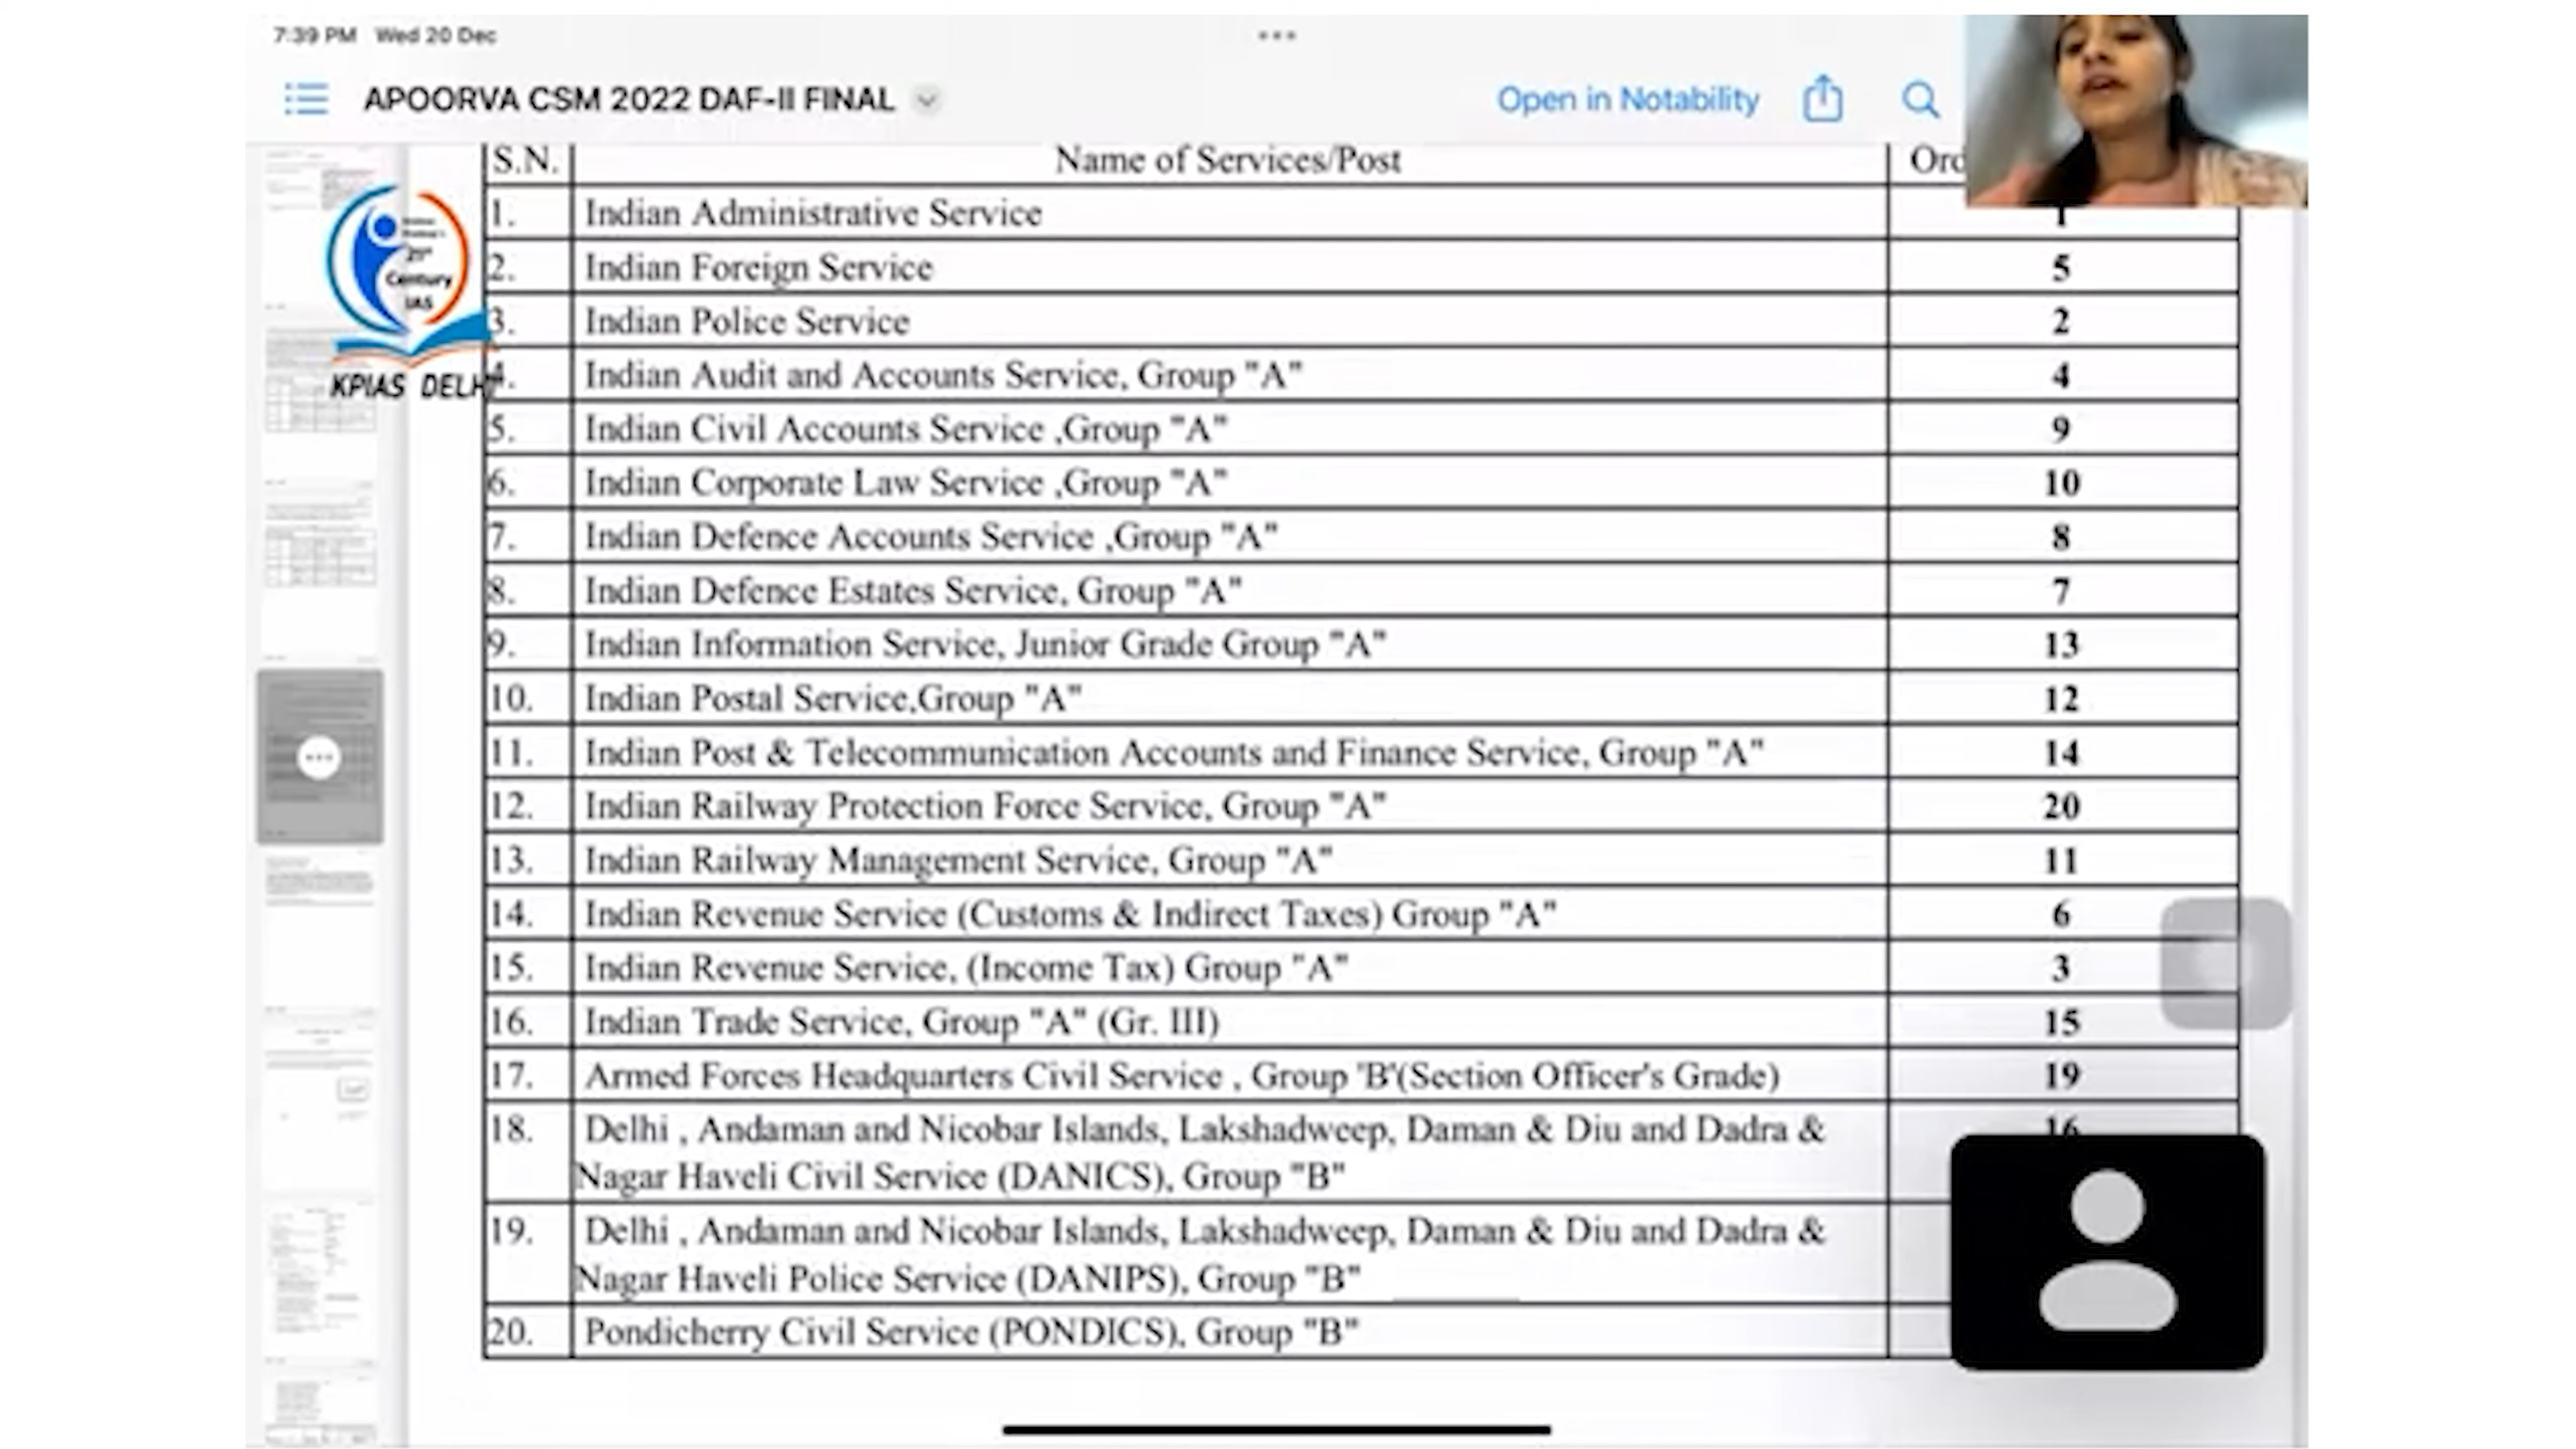 7:39 PM Wed 20 Dec
APOORVA CSM 2022 DAF-II FINAL
Open in Notability
S.N. Name of Services/Post
1. Indian Administrative Service 1
2. Indian Foreign Service 5
3. Indian Police Service 2
4. Indian Audit and Accounts Service, Group "A" 4
5. Indian Civil Accounts Service ,Group "A" 9
6. Indian Corporate Law Service ,Group "A" 10
7. Indian Defence Accounts Service ,Group "A" 8
8. Indian Defence Estates Service, Group "A" 7
9. Indian Information Service, Junior Grade Group "A" 13
10. Indian Postal Service,Group "A" 12
11. Indian Post & Telecommunication Accounts and Finance Service, Group "A" 14
12. Indian Railway Protection Force Service, Group "A" 20
13. Indian Railway Management Service, Group "A" 11
14. Indian Revenue Service (Customs & Indirect Taxes) Group "A" 6
15. Indian Revenue Service, (Income Tax) Group "A" 3
16. Indian Trade Service, Group "A" (Gr. III) 15
17. Armed Forces Headquarters Civil Service , Group 'B'(Section Officer's Grade) 19
18. Delhi , Andaman and Nicobar Islands, Lakshadweep, Daman & Diu and Dadra & 16
Nagar Haveli Civil Service (DANICS), Group "B"
19. Delhi , Andaman and Nicobar Islands, Lakshadweep, Daman & Diu and Dadra &
Nagar Haveli Police Service (DANIPS), Group "B"
20. Pondicherry Civil Service (PONDICS), Group "B"
21st
Century
IAS
KPIAS DELHI